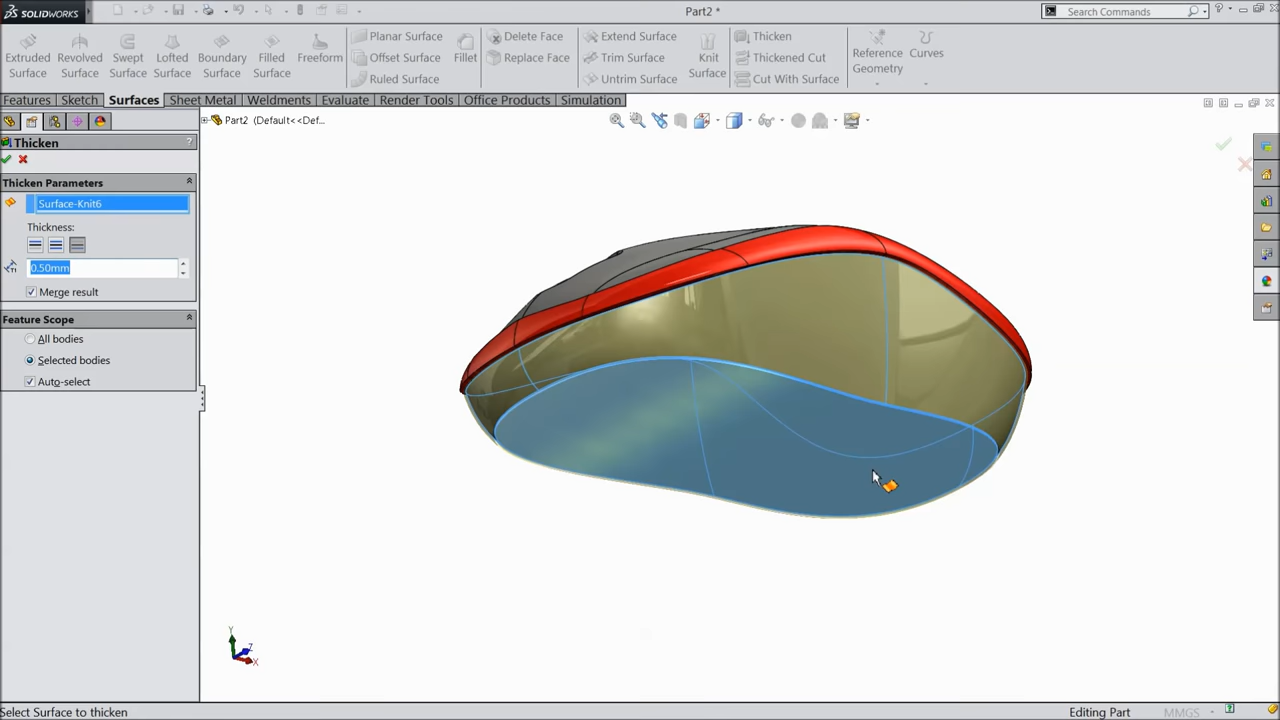 SOLIDWORKS
Part2 *
Search Commands
Extruded Surface
Revolved Surface
Swept Surface
Lofted Surface
Boundary Surface
Filled Surface
Freeform
Planar Surface
Offset Surface
Ruled Surface
Fillet
Delete Face
Replace Face
Extend Surface
Trim Surface
Untrim Surface
Knit Surface
Thicken
Thickened Cut
Cut With Surface
Reference Geometry
Curves
Features
Sketch
Surfaces
Sheet Metal
Weldments
Evaluate
Render Tools
Office Products
Simulation
Part2 (Default<<Def...
Thicken
?
Thicken Parameters
Surface-Knit6
Thickness:
0.50mm
Merge result
Feature Scope
All bodies
Selected bodies
Auto-select
Y
Z
X
Select Surface to thicken
Editing Part
MMGS